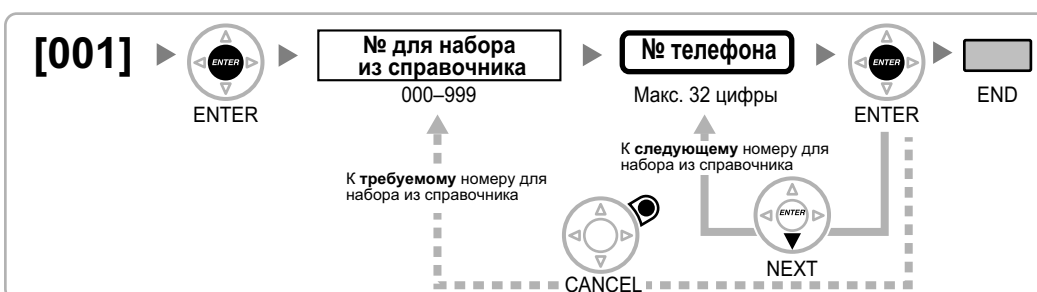 [001]
ENTER
ENTER
№ для набора
из справочника
000–999
№ телефона
Макс. 32 цифры
ENTER
ENTER
END
К требуемому номеру для
набора из справочника
К следующему номеру для
набора из справочника
CANCEL
ENTER
NEXT